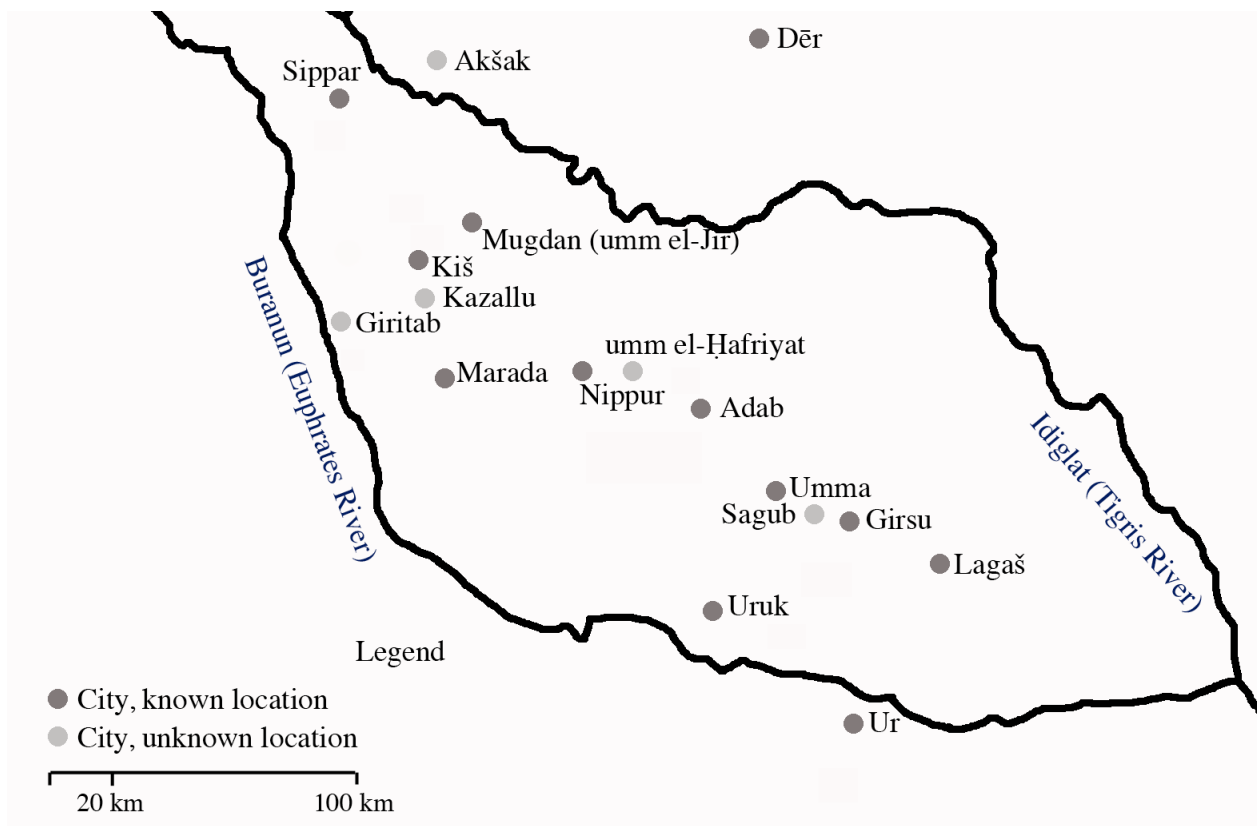 Dēr
Akšak
Sippar
Mugdan (umm el-Jir)
Kiš
Kazallu
Giritab
umm el-Ḥafriyat
Marada
Nippur
Adab
Buranun (Euphrates River)
Idiglat (Tigris River)
Umma
Sagub
Girsu
Lagaš
Uruk
Legend
City, known location
Ur
City, unknown location
20 km
100 km